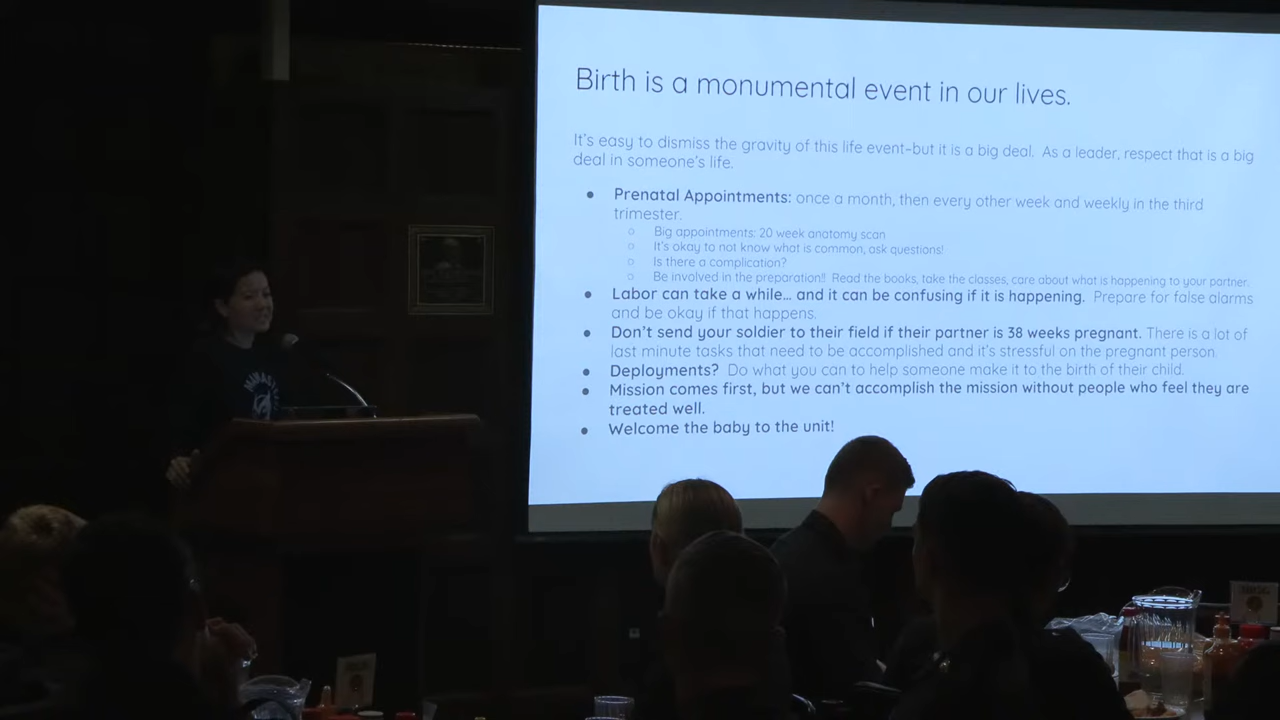 Birth is a monumental event in our lives.
It's easy to dismiss the gravity of this life event–but it is a big deal. As a leader, respect that is a big
deal in someone's life.
● Prenatal Appointments: once a month, then every other week and weekly in the third
trimester.
○ Big appointments: 20 week anatomy scan
○ It's okay to not know what is common, ask questions!
○ Is there a complication?
○ Be involved in the preparation!! Read the books, take the classes, care about what is happening to your partner.
● Labor can take a while... and it can be confusing if it is happening. Prepare for false alarms
and be okay if that happens.
● Don't send your soldier to their field if their partner is 38 weeks pregnant. There is a lot of
last minute tasks that need to be accomplished and it's stressful on the pregnant person.
● Deployments? Do what you can to help someone make it to the birth of their child.
● Mission comes first, but we can't accomplish the mission without people who feel they are
treated well.
● Welcome the baby to the unit!